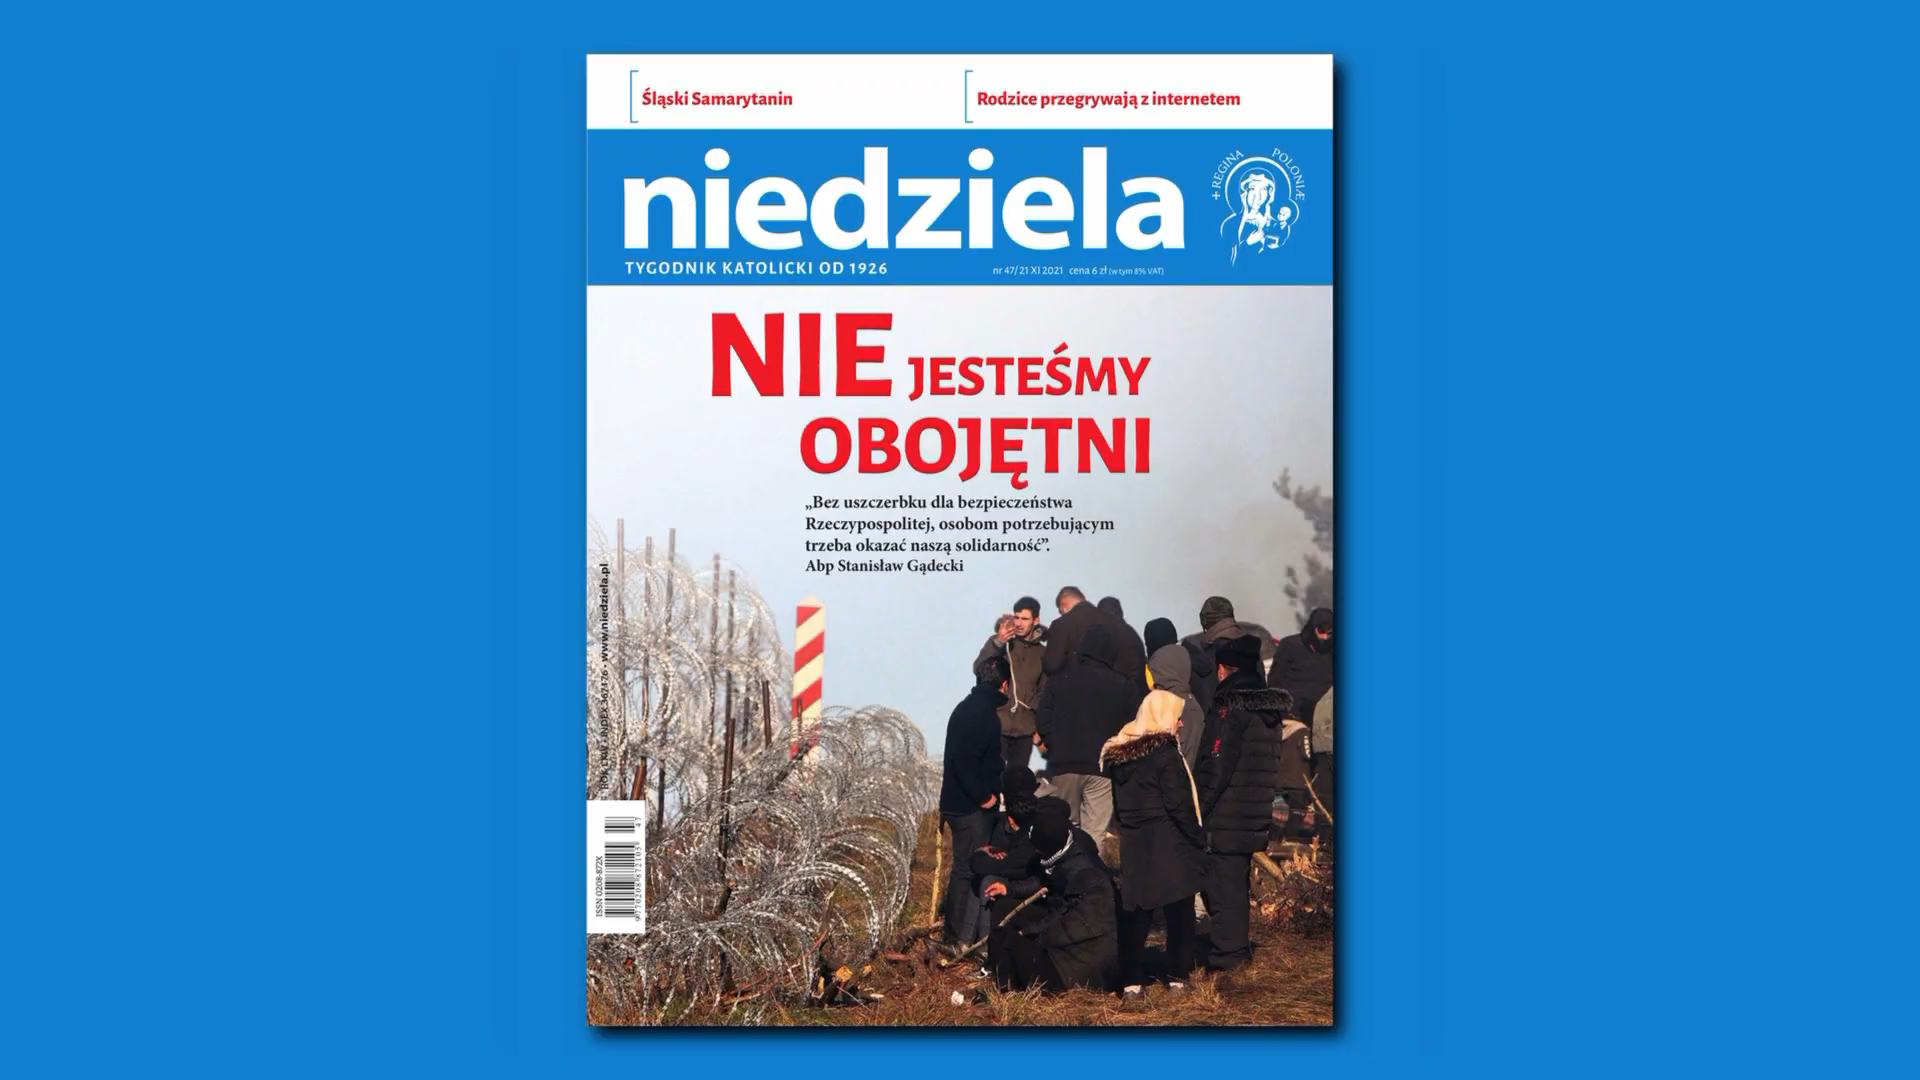 Śląski Samarytanin
Rodzice przegrywają z internetem
niedziela
+ REGINA POLONIÆ
TYGODNIK KATOLICKI OD 1926
nr 47/ 21 XI 2021 cena 6 zł (w tym 8% VAT)
NIE JESTEŚMY
OBOJĘTNI
„Bez uszczerbku dla bezpieczeństwa
Rzeczypospolitej, osobom potrzebującym
trzeba okazać naszą solidarność”.
Abp Stanisław Gądecki
www.niedziela.pl
ISSN 0208-872X
47